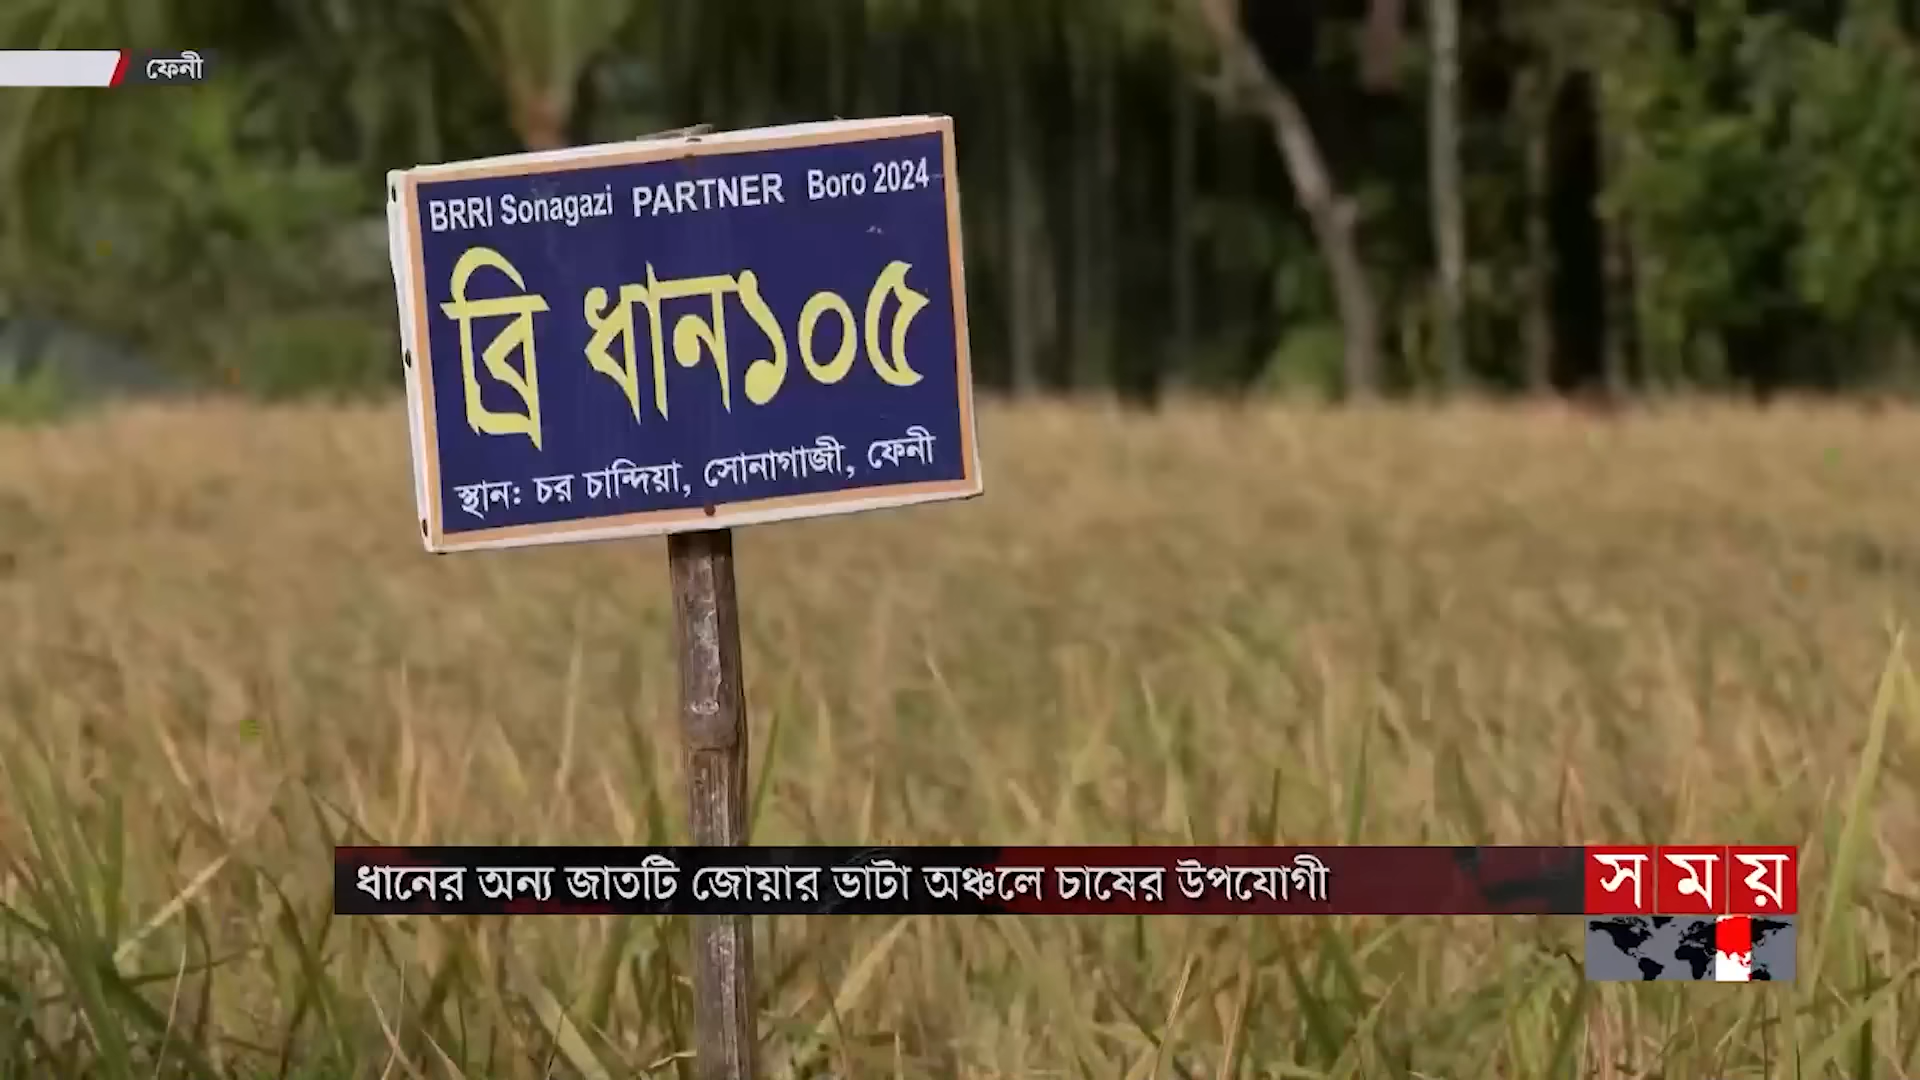 ফেনী
BRRI Sonagazi PARTNER Boro 2024
ব্রি ধান১০৫
স্থান: চর চান্দিয়া, সোনাগাজী, ফেনী
ধানের অন্য জাতটি জোয়ার ভাটা অঞ্চলে চাষের উপযোগী
সময়